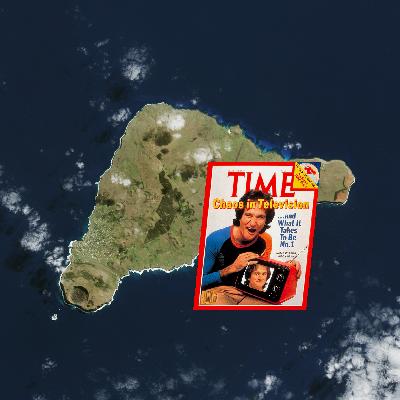 TIME
Chaos in Television
...and
What It
Takes
To Be
No.1